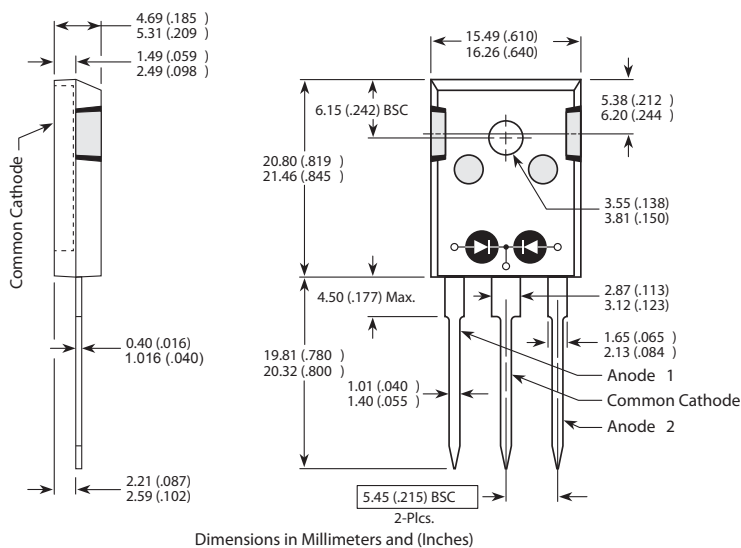 4.69 (.185 )
5.31 (.209 )
1.49 (.059 )
2.49 (.098 )
Common Cathode
0.40 (.016)
1.016 (.040)
2.21 (.087)
2.59 (.102)
15.49 (.610)
16.26 (.640)
6.15 (.242) BSC
5.38 (.212 )
6.20 (.244 )
20.80 (.819 )
21.46 (.845 )
3.55 (.138)
3.81 (.150)
4.50 (.177) Max.
2.87 (.113)
3.12 (.123)
19.81 (.780 )
20.32 (.800 )
1.65 (.065 )
2.13 (.084 )
1.01 (.040 )
1.40 (.055 )
Anode 1
Common Cathode
Anode 2
5.45 (.215) BSC
2-Plcs.
Dimensions in Millimeters and (Inches)